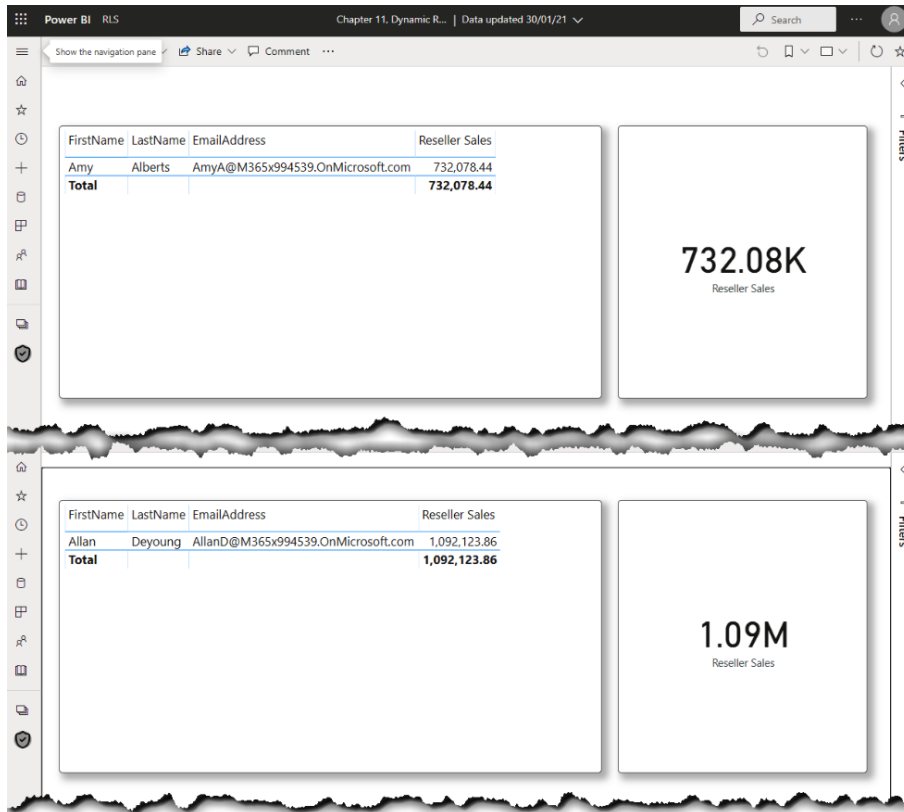 Power BI RLS Chapter 11, Dynamic R... | Data updated 30/01/21 Search ...
Show the navigation pane Share Comment ...
Filters
FirstName LastName EmailAddress Reseller Sales
Amy Alberts AmyA@M365x994539.OnMicrosoft.com 732,078.44
Total 732,078.44
732.08K
Reseller Sales
Filters
FirstName LastName EmailAddress Reseller Sales
Allan Deyoung AllanD@M365x994539.OnMicrosoft.com 1,092,123.86
Total 1,092,123.86
1.09M
Reseller Sales